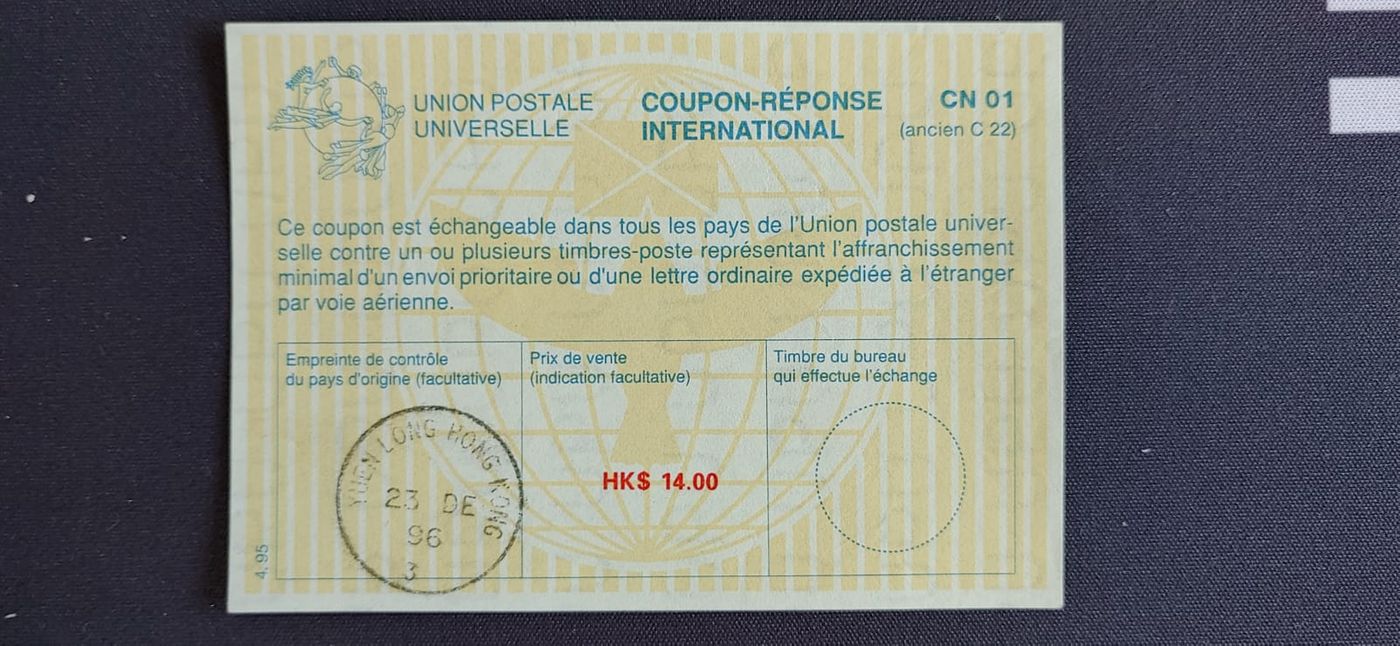 UNION POSTALE
UNIVERSELLE
COUPON-RÉPONSE
INTERNATIONAL
CN 01
(ancien C 22)
Ce coupon est échangeable dans tous les pays de l'Union postale univer-
selle contre un ou plusieurs timbres-poste représentant l'affranchissement
minimal d'un envoi prioritaire ou d'une lettre ordinaire expédiée à l'étranger
par voie aérienne.
Empreinte de contrôle
du pays d'origine (facultative)
Prix de vente
(indication facultative)
Timbre du bureau
qui effectue l'échange
YUEN LONG HONG KONG
23 DE
96
3
HK$ 14.00
4.95